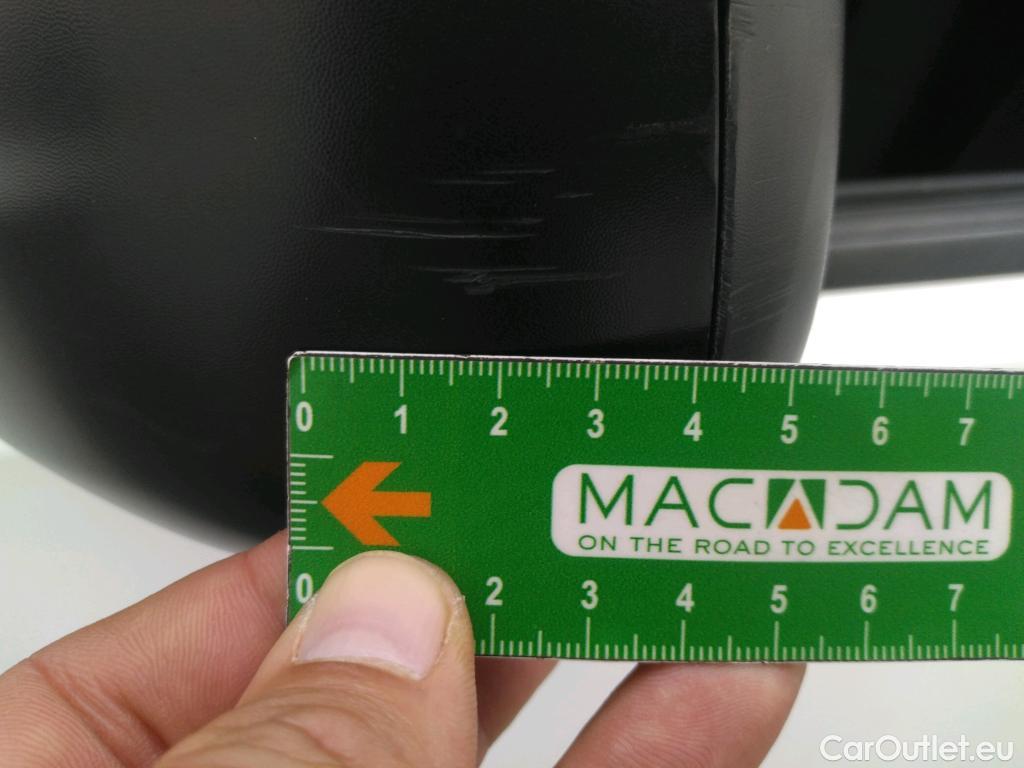 0 1 2 3 4 5 6 7
MACADAM
ON THE ROAD TO EXCELLENCE
0 2 3 4 5 6 7
CarOutlet.eu